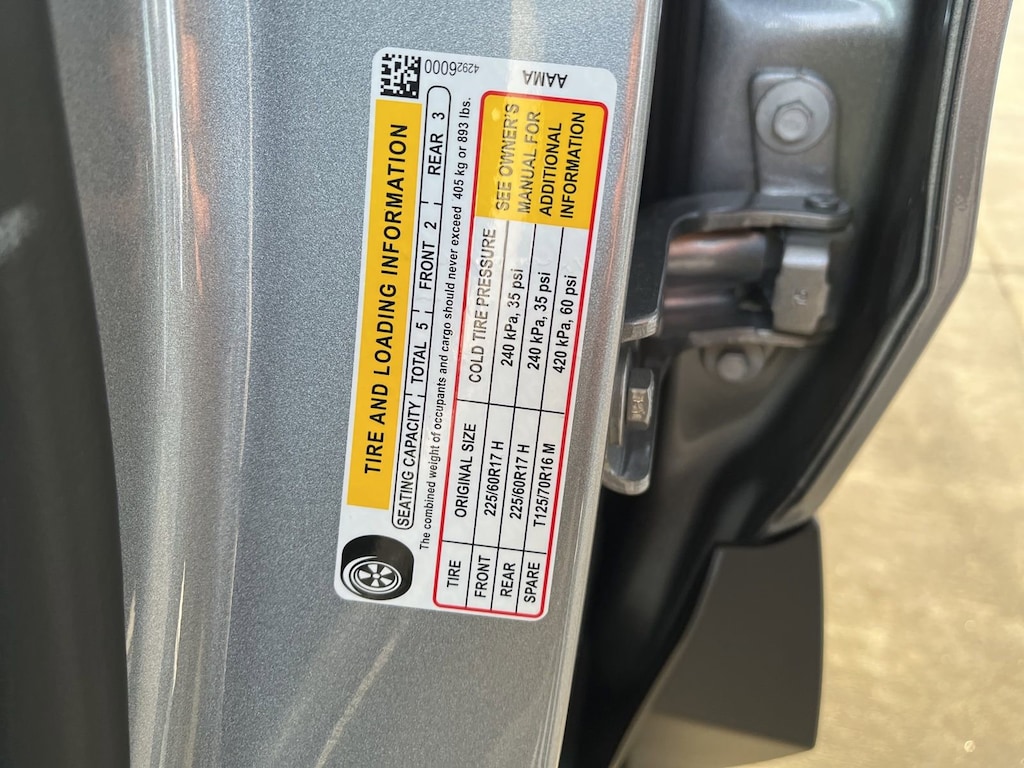 42926000
AAMA
TIRE AND LOADING INFORMATION
SEATING CAPACITY TOTAL 5 FRONT 2 REAR 3
The combined weight of occupants and cargo should never exceed 405 kg or 893 lbs.
TIRE ORIGINAL SIZE COLD TIRE PRESSURE
FRONT 225/60R17 H 240 kPa, 35 psi
REAR 225/60R17 H 240 kPa, 35 psi
SPARE T125/70R16 M 420 kPa, 60 psi
SEE OWNER'S
MANUAL FOR
ADDITIONAL
INFORMATION